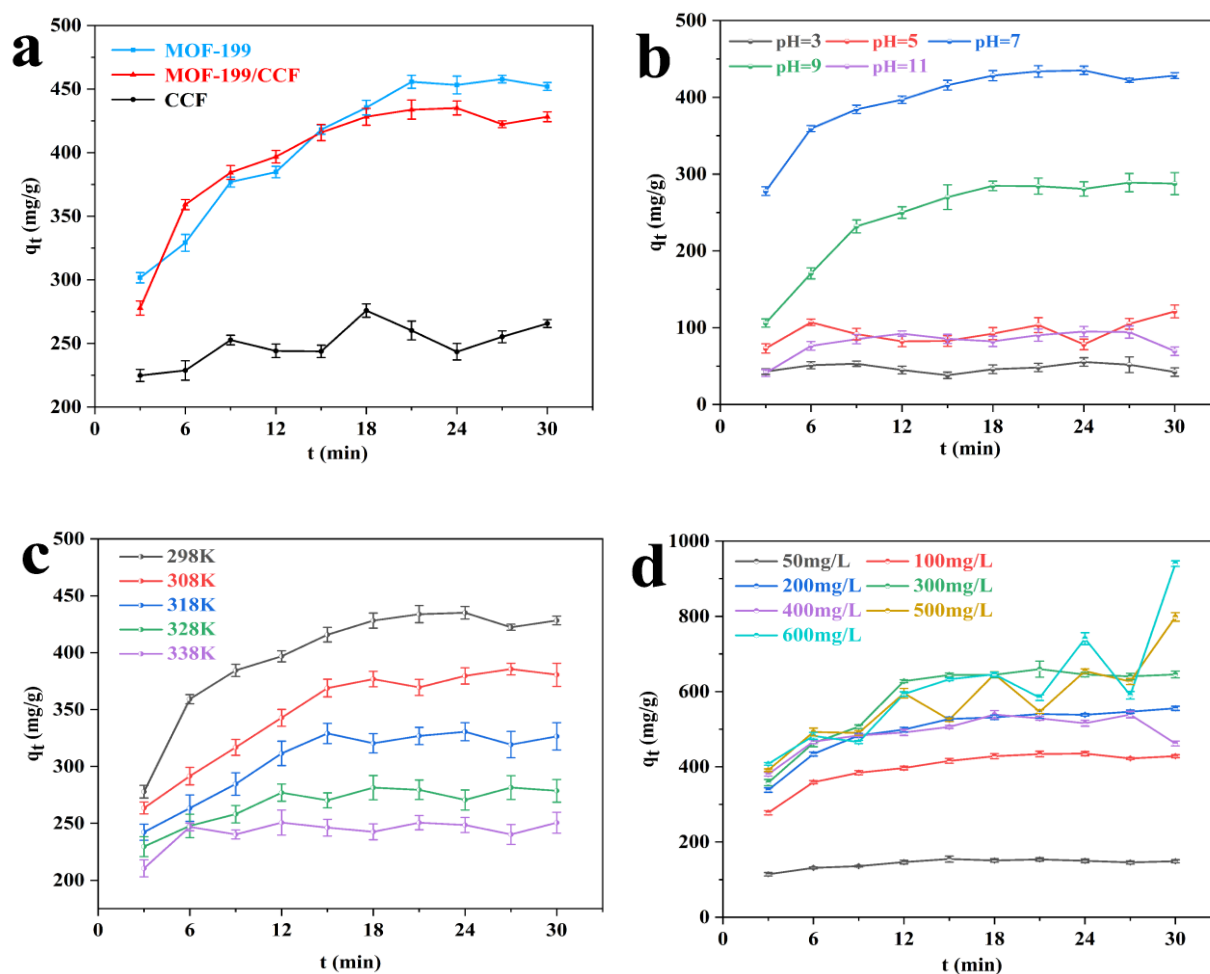 a
MOF-199
MOF-199/CCF
CCF
500
450
400
350
300
250
200
0 6 12 18 24 30
qt (mg/g)
t (min)
b
pH=3 pH=5 pH=7
pH=9 pH=11
500
400
300
200
100
0
0 6 12 18 24 30
qt (mg/g)
t (min)
c
298K
308K
318K
328K
338K
500
450
400
350
300
250
200
0 6 12 18 24 30
qt (mg/g)
t (min)
d
50mg/L 100mg/L
200mg/L 300mg/L
400mg/L 500mg/L
600mg/L
1000
800
600
400
200
0
0 6 12 18 24 30
qt (mg/g)
t (min)